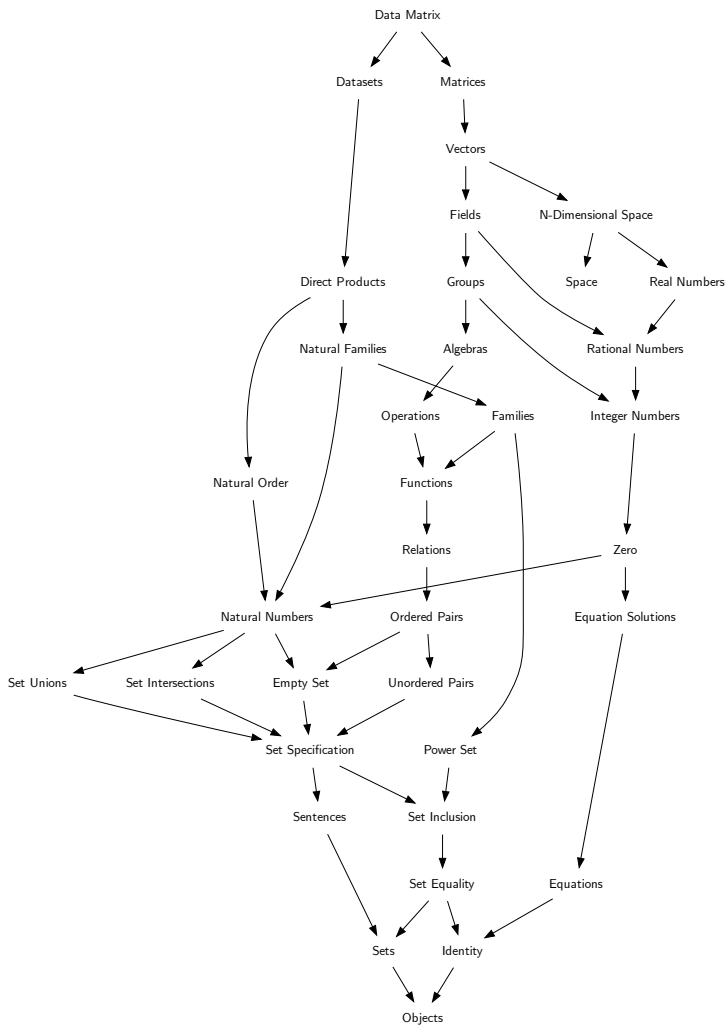 Data Matrix
Datasets
Matrices
Vectors
Fields
N-Dimensional Space
Direct Products
Groups
Space
Real Numbers
Natural Families
Algebras
Rational Numbers
Operations
Families
Integer Numbers
Natural Order
Functions
Relations
Zero
Natural Numbers
Ordered Pairs
Equation Solutions
Set Unions
Set Intersections
Empty Set
Unordered Pairs
Set Specification
Power Set
Sentences
Set Inclusion
Set Equality
Equations
Sets
Identity
Objects